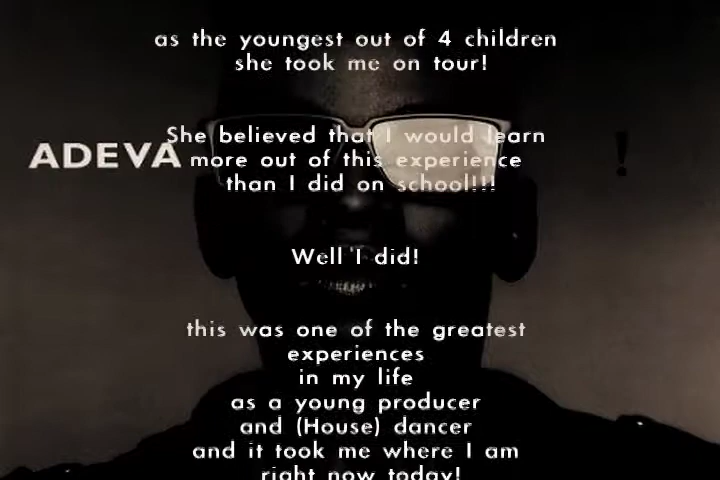 as the youngest out of 4 children
she took me on tour!
She believed that I would learn
ADEVA
!
more out of this experience
than I did on school!!!
Well I did!
this was one of the greatest
experiences
in my life
as a young producer
and (House) dancer
and it took me where I am
right now today!